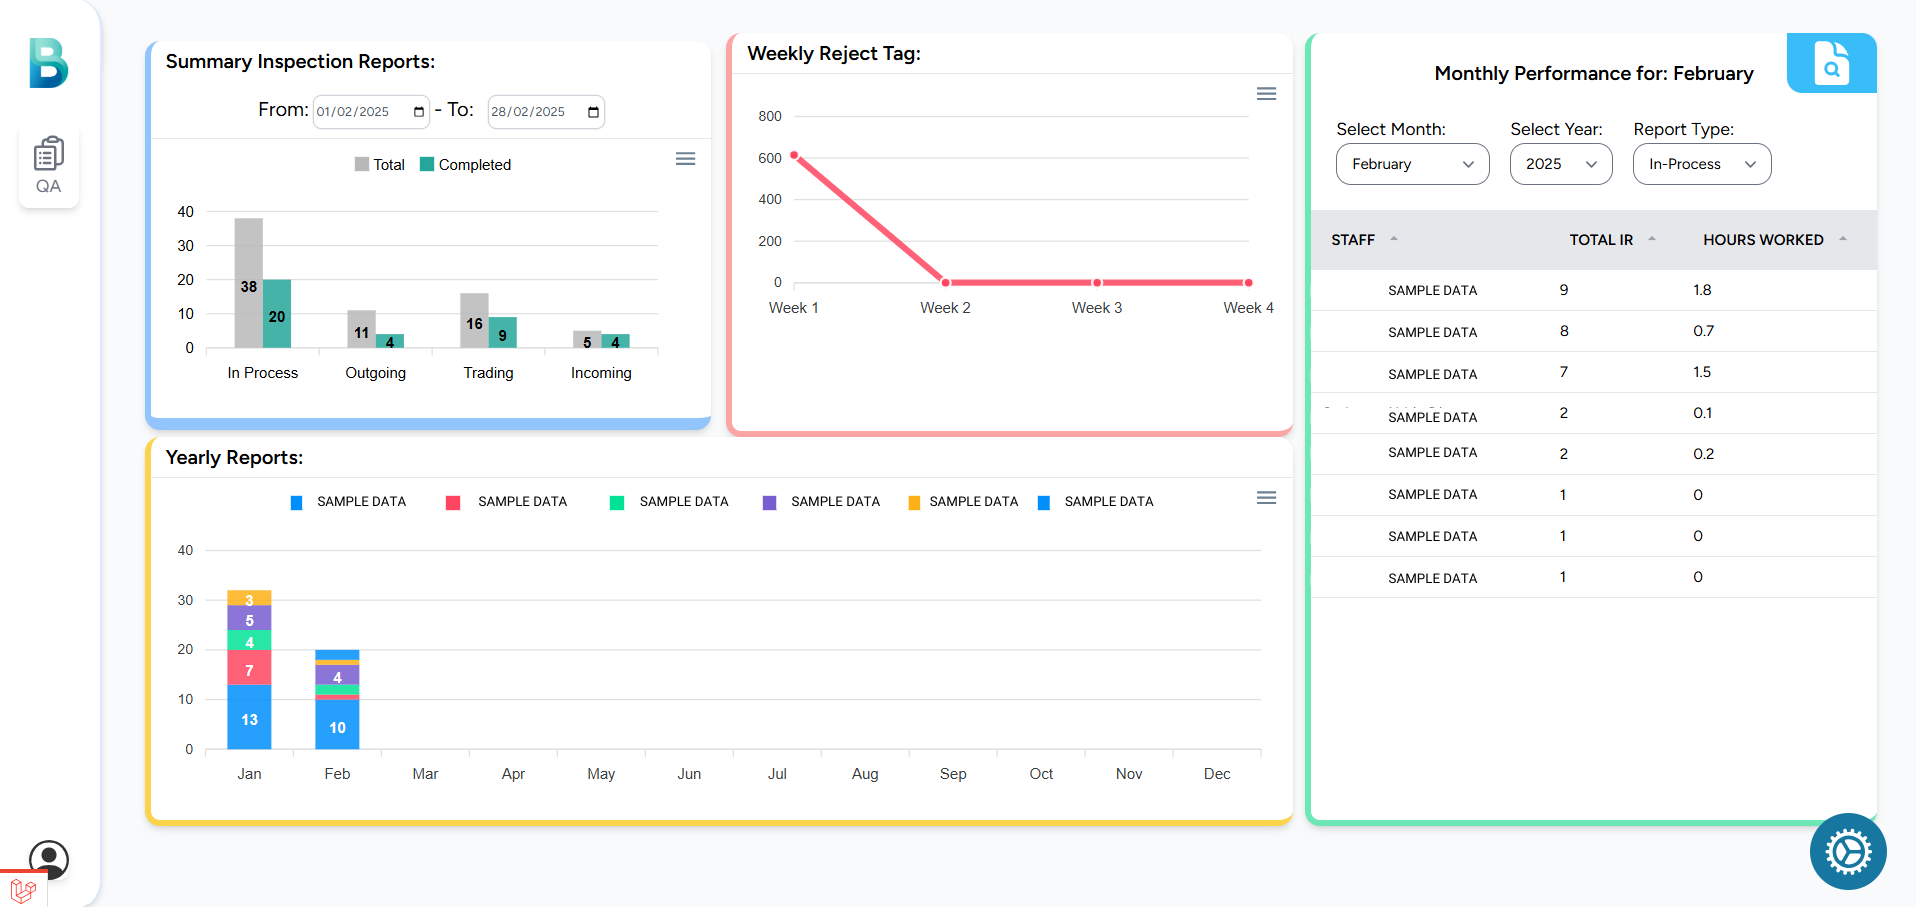 B
QA
Summary Inspection Reports:
From: 01/02/2025 - To: 28/02/2025
Total Completed
40
30
20
10
0
38 20 11 4 16 9 5 4
In Process Outgoing Trading Incoming
Weekly Reject Tag:
800
600
400
200
0
Week 1 Week 2 Week 3 Week 4
Yearly Reports:
SAMPLE DATA SAMPLE DATA SAMPLE DATA SAMPLE DATA SAMPLE DATA SAMPLE DATA
40
30
20
10
0
3
5
4
7
13
4
10
Jan Feb Mar Apr May Jun Jul Aug Sep Oct Nov Dec
Monthly Performance for: February
Select Month: Select Year: Report Type:
February 2025 In-Process
STAFF TOTAL IR HOURS WORKED
SAMPLE DATA 9 1.8
SAMPLE DATA 8 0.7
SAMPLE DATA 7 1.5
SAMPLE DATA 2 0.1
SAMPLE DATA 2 0.2
SAMPLE DATA 1 0
SAMPLE DATA 1 0
SAMPLE DATA 1 0